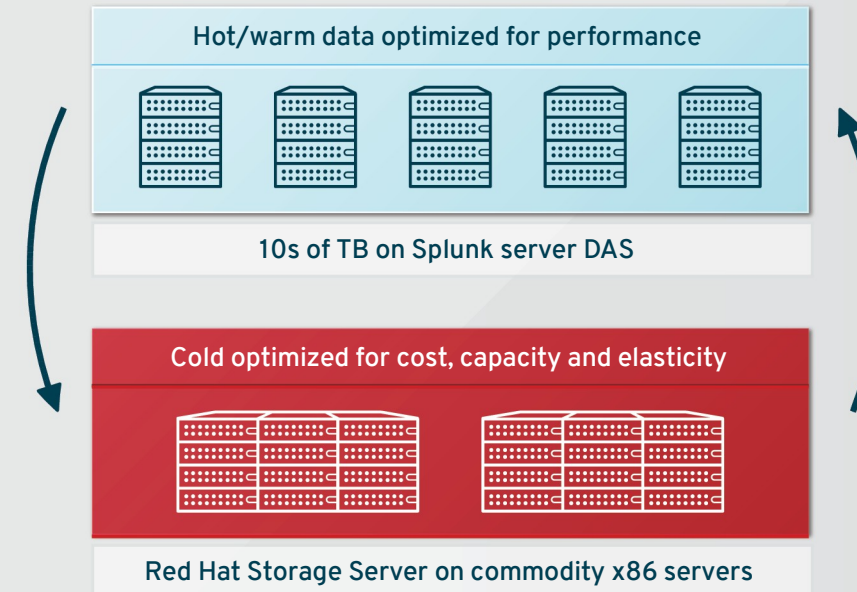 Hot/warm data optimized for performance
10s of TB on Splunk server DAS
Cold optimized for cost, capacity and elasticity
Red Hat Storage Server on commodity x86 servers